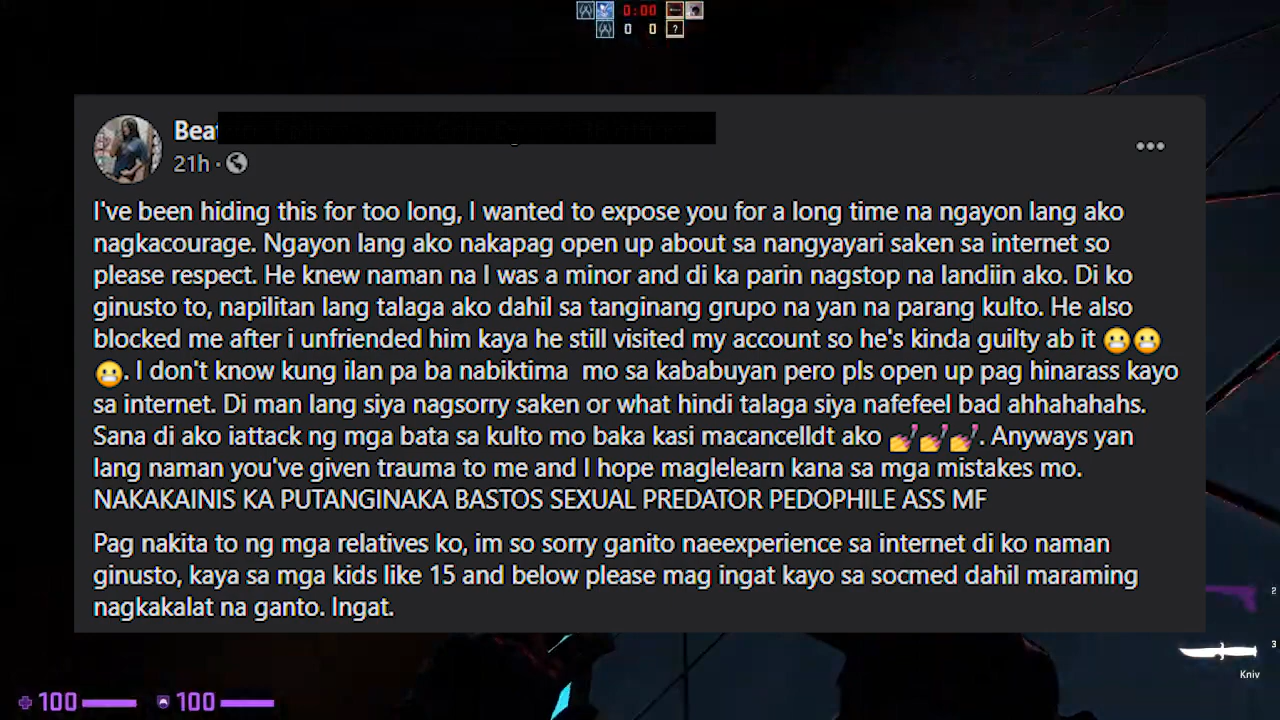 0:00
0 0
?
Beat
21h ·
I've been hiding this for too long, I wanted to expose you for a long time na ngayon lang ako
nagkacourage. Ngayon lang ako nakapag open up about sa nangyayari saken sa internet so
please respect. He knew naman na I was a minor and di ka parin nagstop na landiin ako. Di ko
ginusto to, napilitan lang talaga ako dahil sa tanginang grupo na yan na parang kulto. He also
blocked me after i unfriended him kaya he still visited my account so he's kinda guilty ab it 😬😬
😬. I don't know kung ilan pa ba nabiktima  mo sa kababuyan pero pls open up pag hinarass kayo
sa internet. Di man lang siya nagsorry saken or what hindi talaga siya nafefeel bad ahhahahahs.
Sana di ako iattack ng mga bata sa kulto mo baka kasi macancelldt ako 💅💅💅. Anyways yan
lang naman you've given trauma to me and I hope maglelearn kana sa mga mistakes mo.
NAKAKAINIS KA PUTANGINAKA BASTOS SEXUAL PREDATOR PEDOPHILE ASS MF
Pag nakita to ng mga relatives ko, im so sorry ganito naeexperience sa internet di ko naman
ginusto, kaya sa mga kids like 15 and below please mag ingat kayo sa socmed dahil maraming
nagkakalat na ganto. Ingat.
2
3
Kniv
100 100